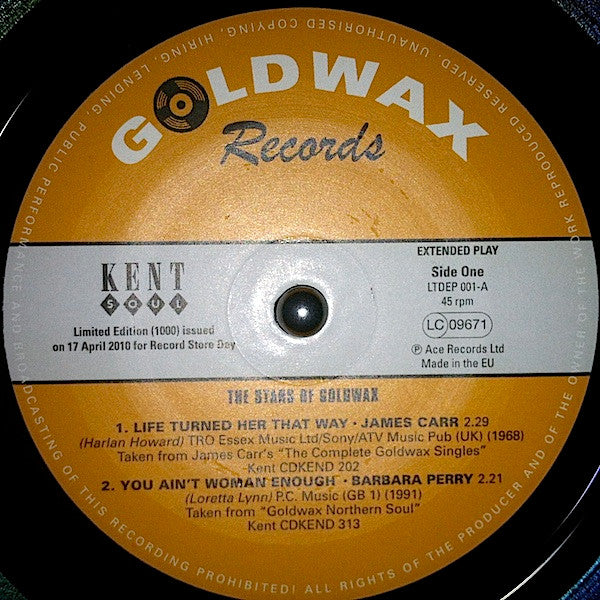 GOLDWAX
Records
KENT
SOUL
Limited Edition (1000) issued
on 17 April 2010 for Record Store Day
EXTENDED PLAY
Side One
LTDEP 001-A
45 rpm
LC 09671
℗ Ace Records Ltd
Made in the EU
THE STARS OF GOLDWAX
1. LIFE TURNED HER THAT WAY · JAMES CARR 2.29
(Harlan Howard) TRO Essex Music Ltd/Sony/ATV Music Pub (UK) (1968)
Taken from James Carr's "The Complete Goldwax Singles"
Kent CDKEND 202
2. YOU AIN'T WOMAN ENOUGH · BARBARA PERRY 2.21
(Loretta Lynn) P.C. Music (GB 1) (1991)
Taken from "Goldwax Northern Soul"
Kent CDKEND 313
ALL RIGHTS OF THE PRODUCER AND OF THE OWNER OF THE WORK REPRODUCED RESERVED. UNAUTHORISED COPYING, HIRING, LENDING, PUBLIC PERFORMANCE AND BROADCASTING OF THIS RECORDING PROHIBITED!